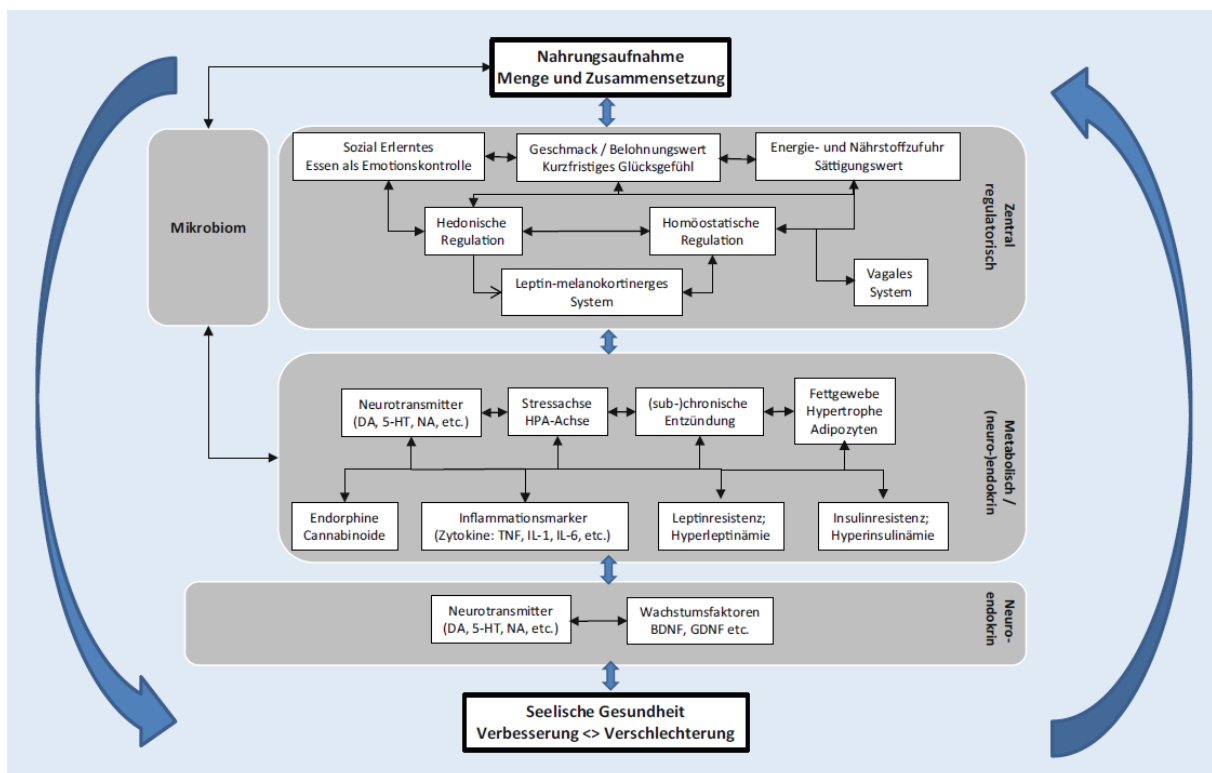 Nahrungsaufnahme
Menge und Zusammensetzung
Mikrobiom
Sozial Erlerntes
Essen als Emotionskontrolle
Geschmack / Belohnungswert
Kurzfristiges Glücksgefühl
Energie- und Nährstoffzufuhr
Sättigungswert
Hedonische
Regulation
Homöostatische
Regulation
Leptin-melanokortinerges
System
Vagales
System
Zentral
regulatorisch
Neurotransmitter
(DA, 5-HT, NA, etc.)
Stressachse
HPA-Achse
(sub-)chronische
Entzündung
Fettgewebe
Hypertrophe
Adipozyten
Endorphine
Cannabinoide
Inflammationsmarker
(Zytokine: TNF, IL-1, IL-6, etc.)
Leptinresistenz;
Hyperleptinämie
Insulinresistenz;
Hyperinsulinämie
Metabolisch /
(neuro-)endokrin
Neurotransmitter
(DA, 5-HT, NA, etc.)
Wachstumsfaktoren
BDNF, GDNF etc.
Neuro-
endokrin
Seelische Gesundheit
Verbesserung <> Verschlechterung